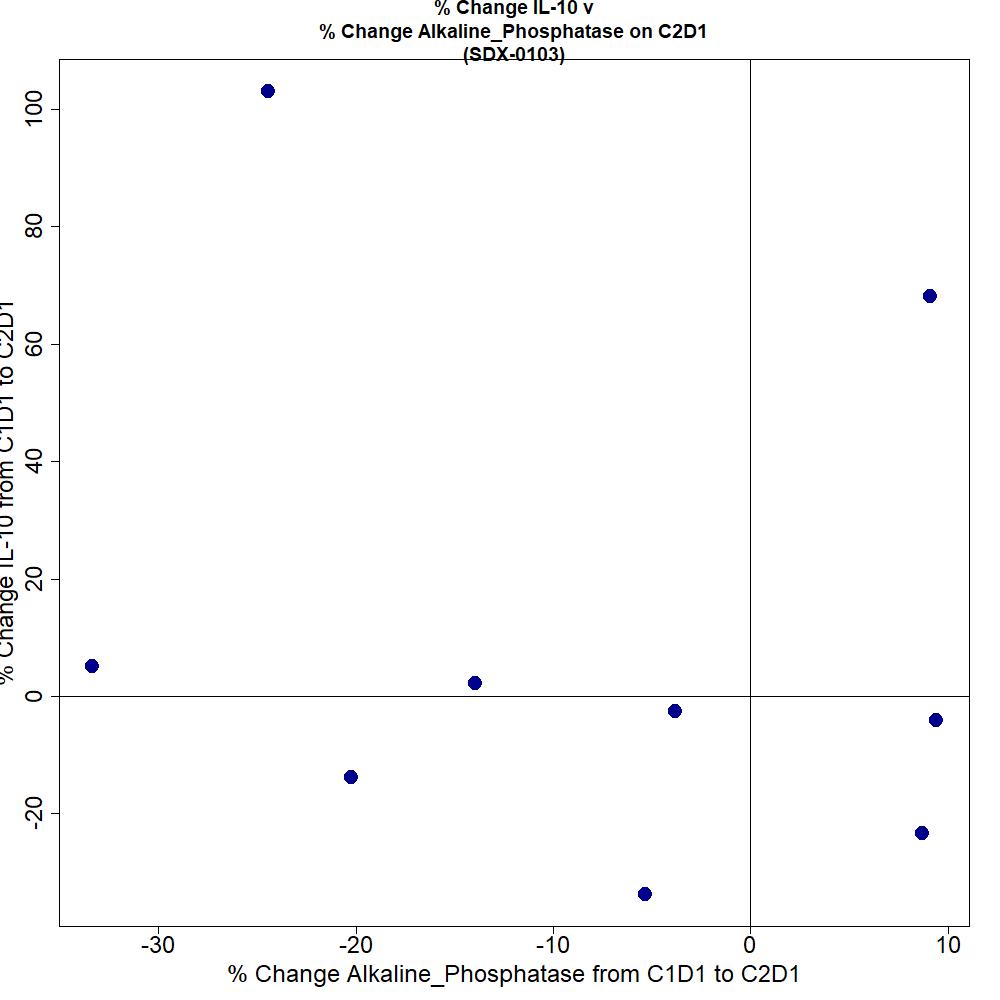 % Change IL-10 v
% Change Alkaline_Phosphatase on C2D1
(SDX-0103)
% Change IL-10 from C1D1 to C2D1
100
80
60
40
20
0
-20
-30
-20
-10
0
10
% Change Alkaline_Phosphatase from C1D1 to C2D1